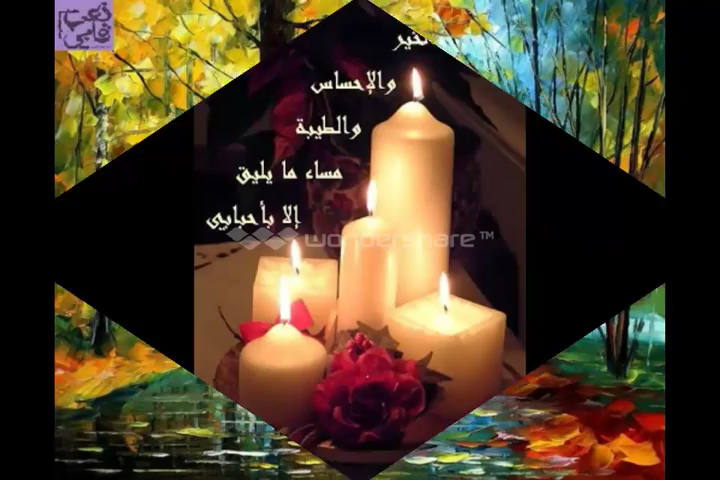 والإحساس
والطيبة
مساء ما يليق
إلا بأحبابي
wondershare™